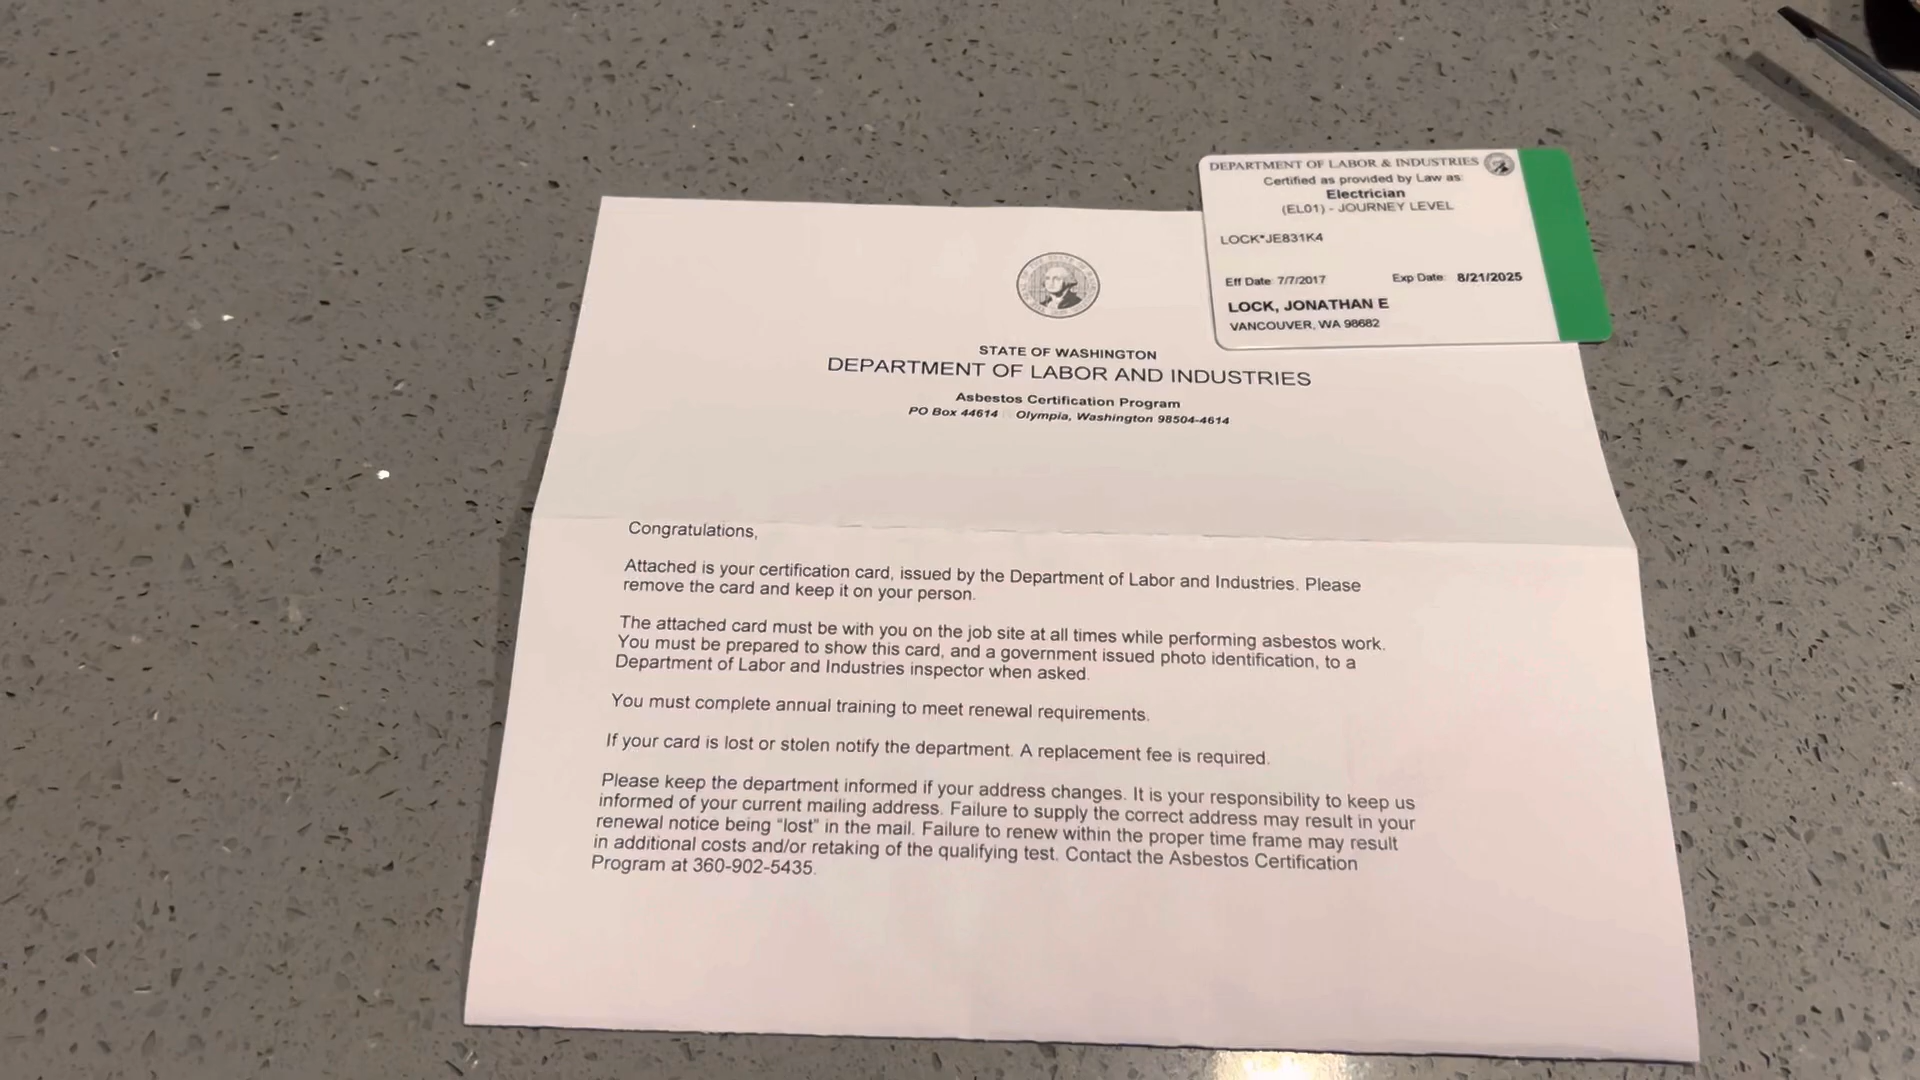 DEPARTMENT OF LABOR & INDUSTRIES
Certified as provided by Law as:
Electrician
(EL01) - JOURNEY LEVEL
LOCK*JE831K4
Eff Date: 7/7/2017 Exp Date: 8/21/2025
LOCK, JONATHAN E
VANCOUVER, WA 98682
STATE OF WASHINGTON
DEPARTMENT OF LABOR AND INDUSTRIES
Asbestos Certification Program
PO Box 44614 Olympia, Washington 98504-4614
Congratulations,
Attached is your certification card, issued by the Department of Labor and Industries. Please
remove the card and keep it on your person.
The attached card must be with you on the job site at all times while performing asbestos work.
You must be prepared to show this card, and a government issued photo identification, to a
Department of Labor and Industries inspector when asked.
You must complete annual training to meet renewal requirements.
If your card is lost or stolen notify the department. A replacement fee is required.
Please keep the department informed if your address changes. It is your responsibility to keep us
informed of your current mailing address. Failure to supply the correct address may result in your
renewal notice being "lost" in the mail. Failure to renew within the proper time frame may result
in additional costs and/or retaking of the qualifying test. Contact the Asbestos Certification
Program at 360-902-5435.